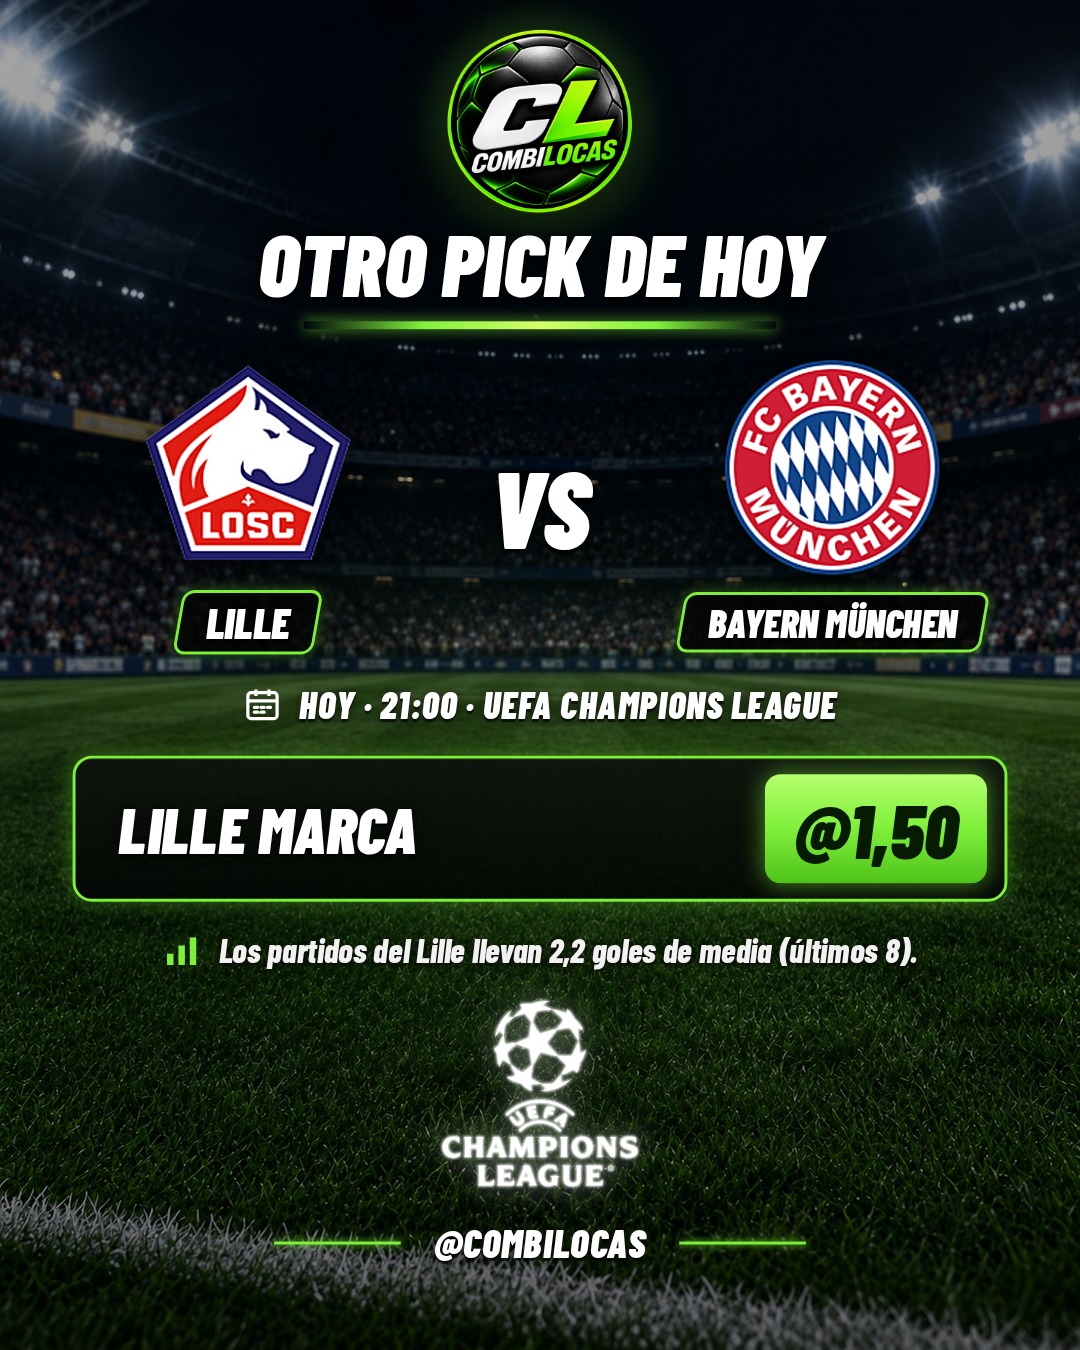 CL
COMBILOCAS
OTRO PICK DE HOY
LOSC
FC BAYERN
MÜNCHEN
VS
LILLE
BAYERN MÜNCHEN
HOY · 21:00 · UEFA CHAMPIONS LEAGUE
LILLE MARCA
@1,50
Los partidos del Lille llevan 2,2 goles de media (últimos 8).
UEFA
CHAMPIONS
LEAGUE®
@COMBILOCAS